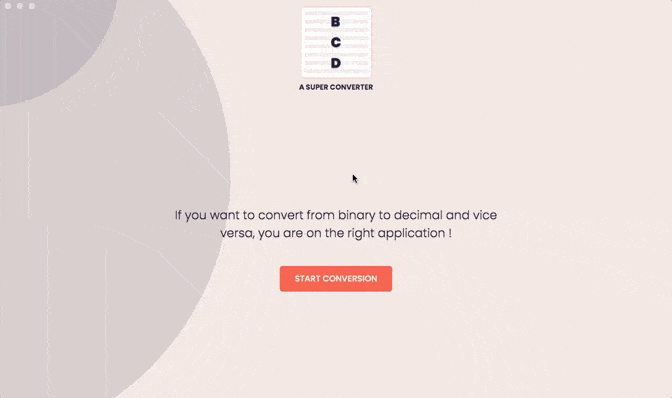 B
C
D
A SUPER CONVERTER
If you want to convert from binary to decimal and vice
versa, you are on the right application !
START CONVERSION